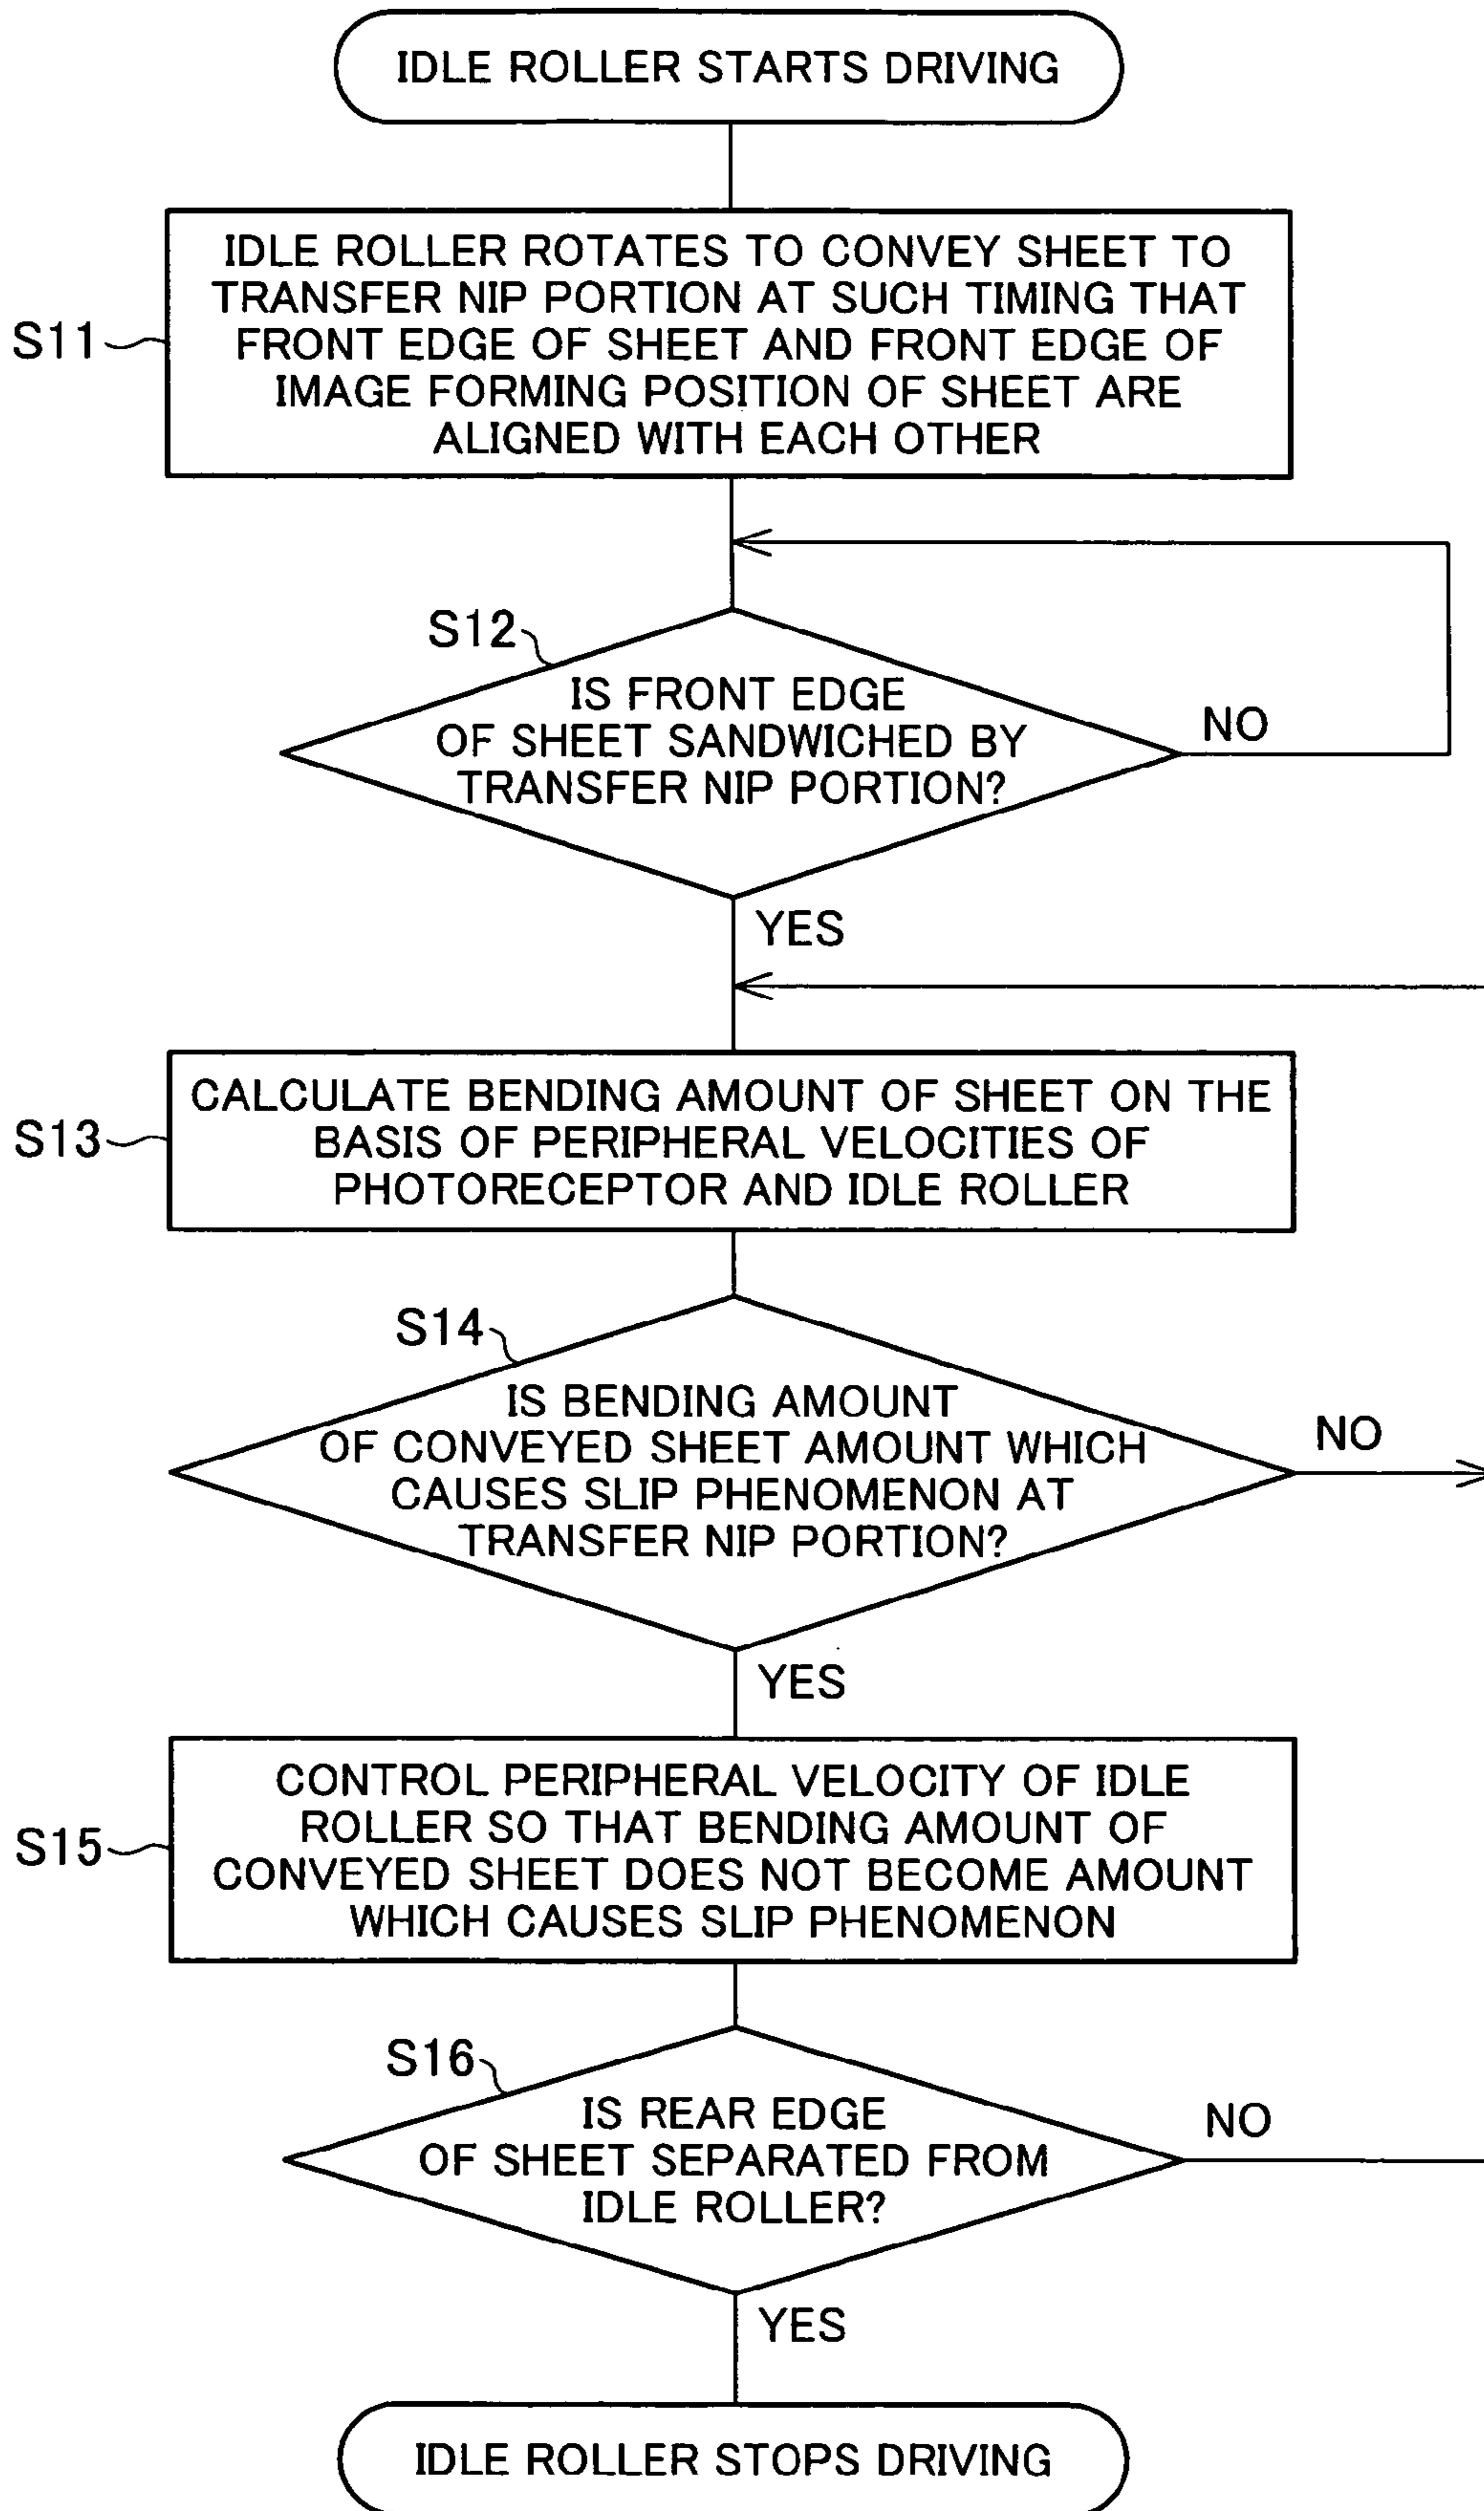 IDLE ROLLER STARTS DRIVING
S11
IDLE ROLLER ROTATES TO CONVEY SHEET TO
TRANSFER NIP PORTION AT SUCH TIMING THAT
FRONT EDGE OF SHEET AND FRONT EDGE OF
IMAGE FORMING POSITION OF SHEET ARE
ALIGNED WITH EACH OTHER
S12
IS FRONT EDGE
OF SHEET SANDWICHED BY
TRANSFER NIP PORTION?
NO
YES
S13
CALCULATE BENDING AMOUNT OF SHEET ON THE
BASIS OF PERIPHERAL VELOCITIES OF
PHOTORECEPTOR AND IDLE ROLLER
S14
IS BENDING AMOUNT
OF CONVEYED SHEET AMOUNT WHICH
CAUSES SLIP PHENOMENON AT
TRANSFER NIP PORTION?
NO
YES
S15
CONTROL PERIPHERAL VELOCITY OF IDLE
ROLLER SO THAT BENDING AMOUNT OF
CONVEYED SHEET DOES NOT BECOME AMOUNT
WHICH CAUSES SLIP PHENOMENON
S16
IS REAR EDGE
OF SHEET SEPARATED FROM
IDLE ROLLER?
NO
YES
IDLE ROLLER STOPS DRIVING